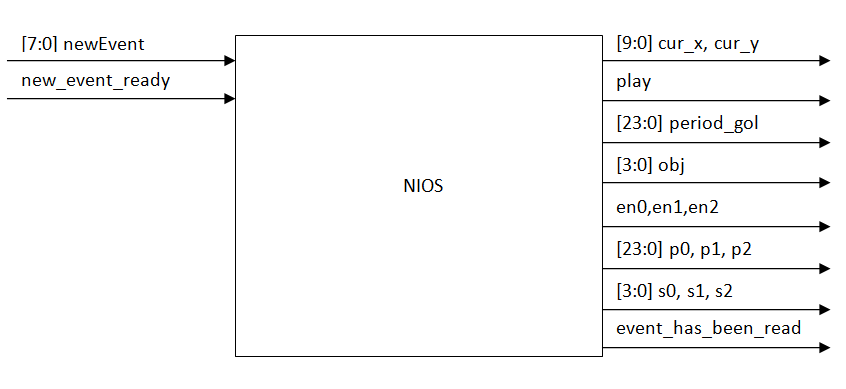 [7:0] newEvent
new_event_ready
NIOS
[9:0] cur_x, cur_y
play
[23:0] period_gol
[3:0] obj
en0,en1,en2
[23:0] p0, p1, p2
[3:0] s0, s1, s2
event_has_been_read